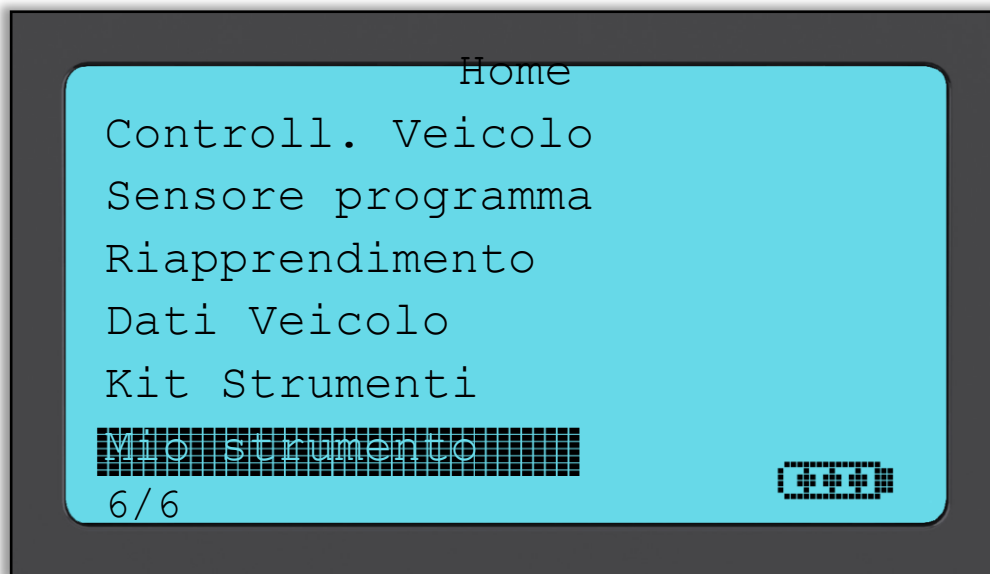 Home
Controll. Veicolo
Sensore programma
Riapprendimento
Dati Veicolo
Kit Strumenti
Mio strumento
6/6